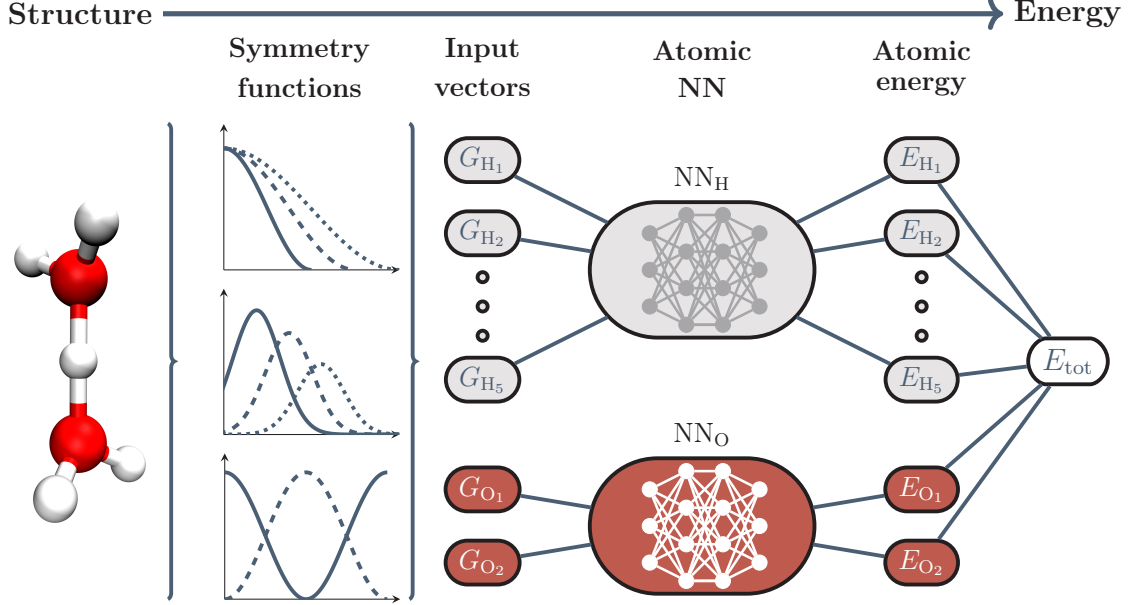 Structure
Energy
Symmetry
functions
Input
vectors
Atomic
NN
Atomic
energy
G_H₁
NN_H
E_H₁
G_H₂
E_H₂
G_H₅
E_H₅
E_tot
NN_O
G_O₁
E_O₁
G_O₂
E_O₂